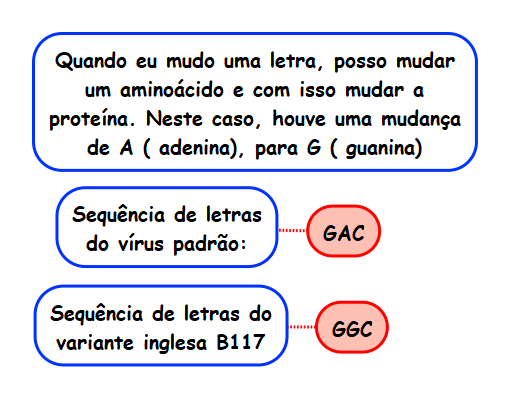 Quando eu mudo uma letra, posso mudar
um aminoácido e com isso mudar a
proteína. Neste caso, houve uma mudança
de A ( adenina), para G ( guanina)
Sequência de letras
do vírus padrão:
GAC
Sequência de letras do
variante inglesa B117
GGC